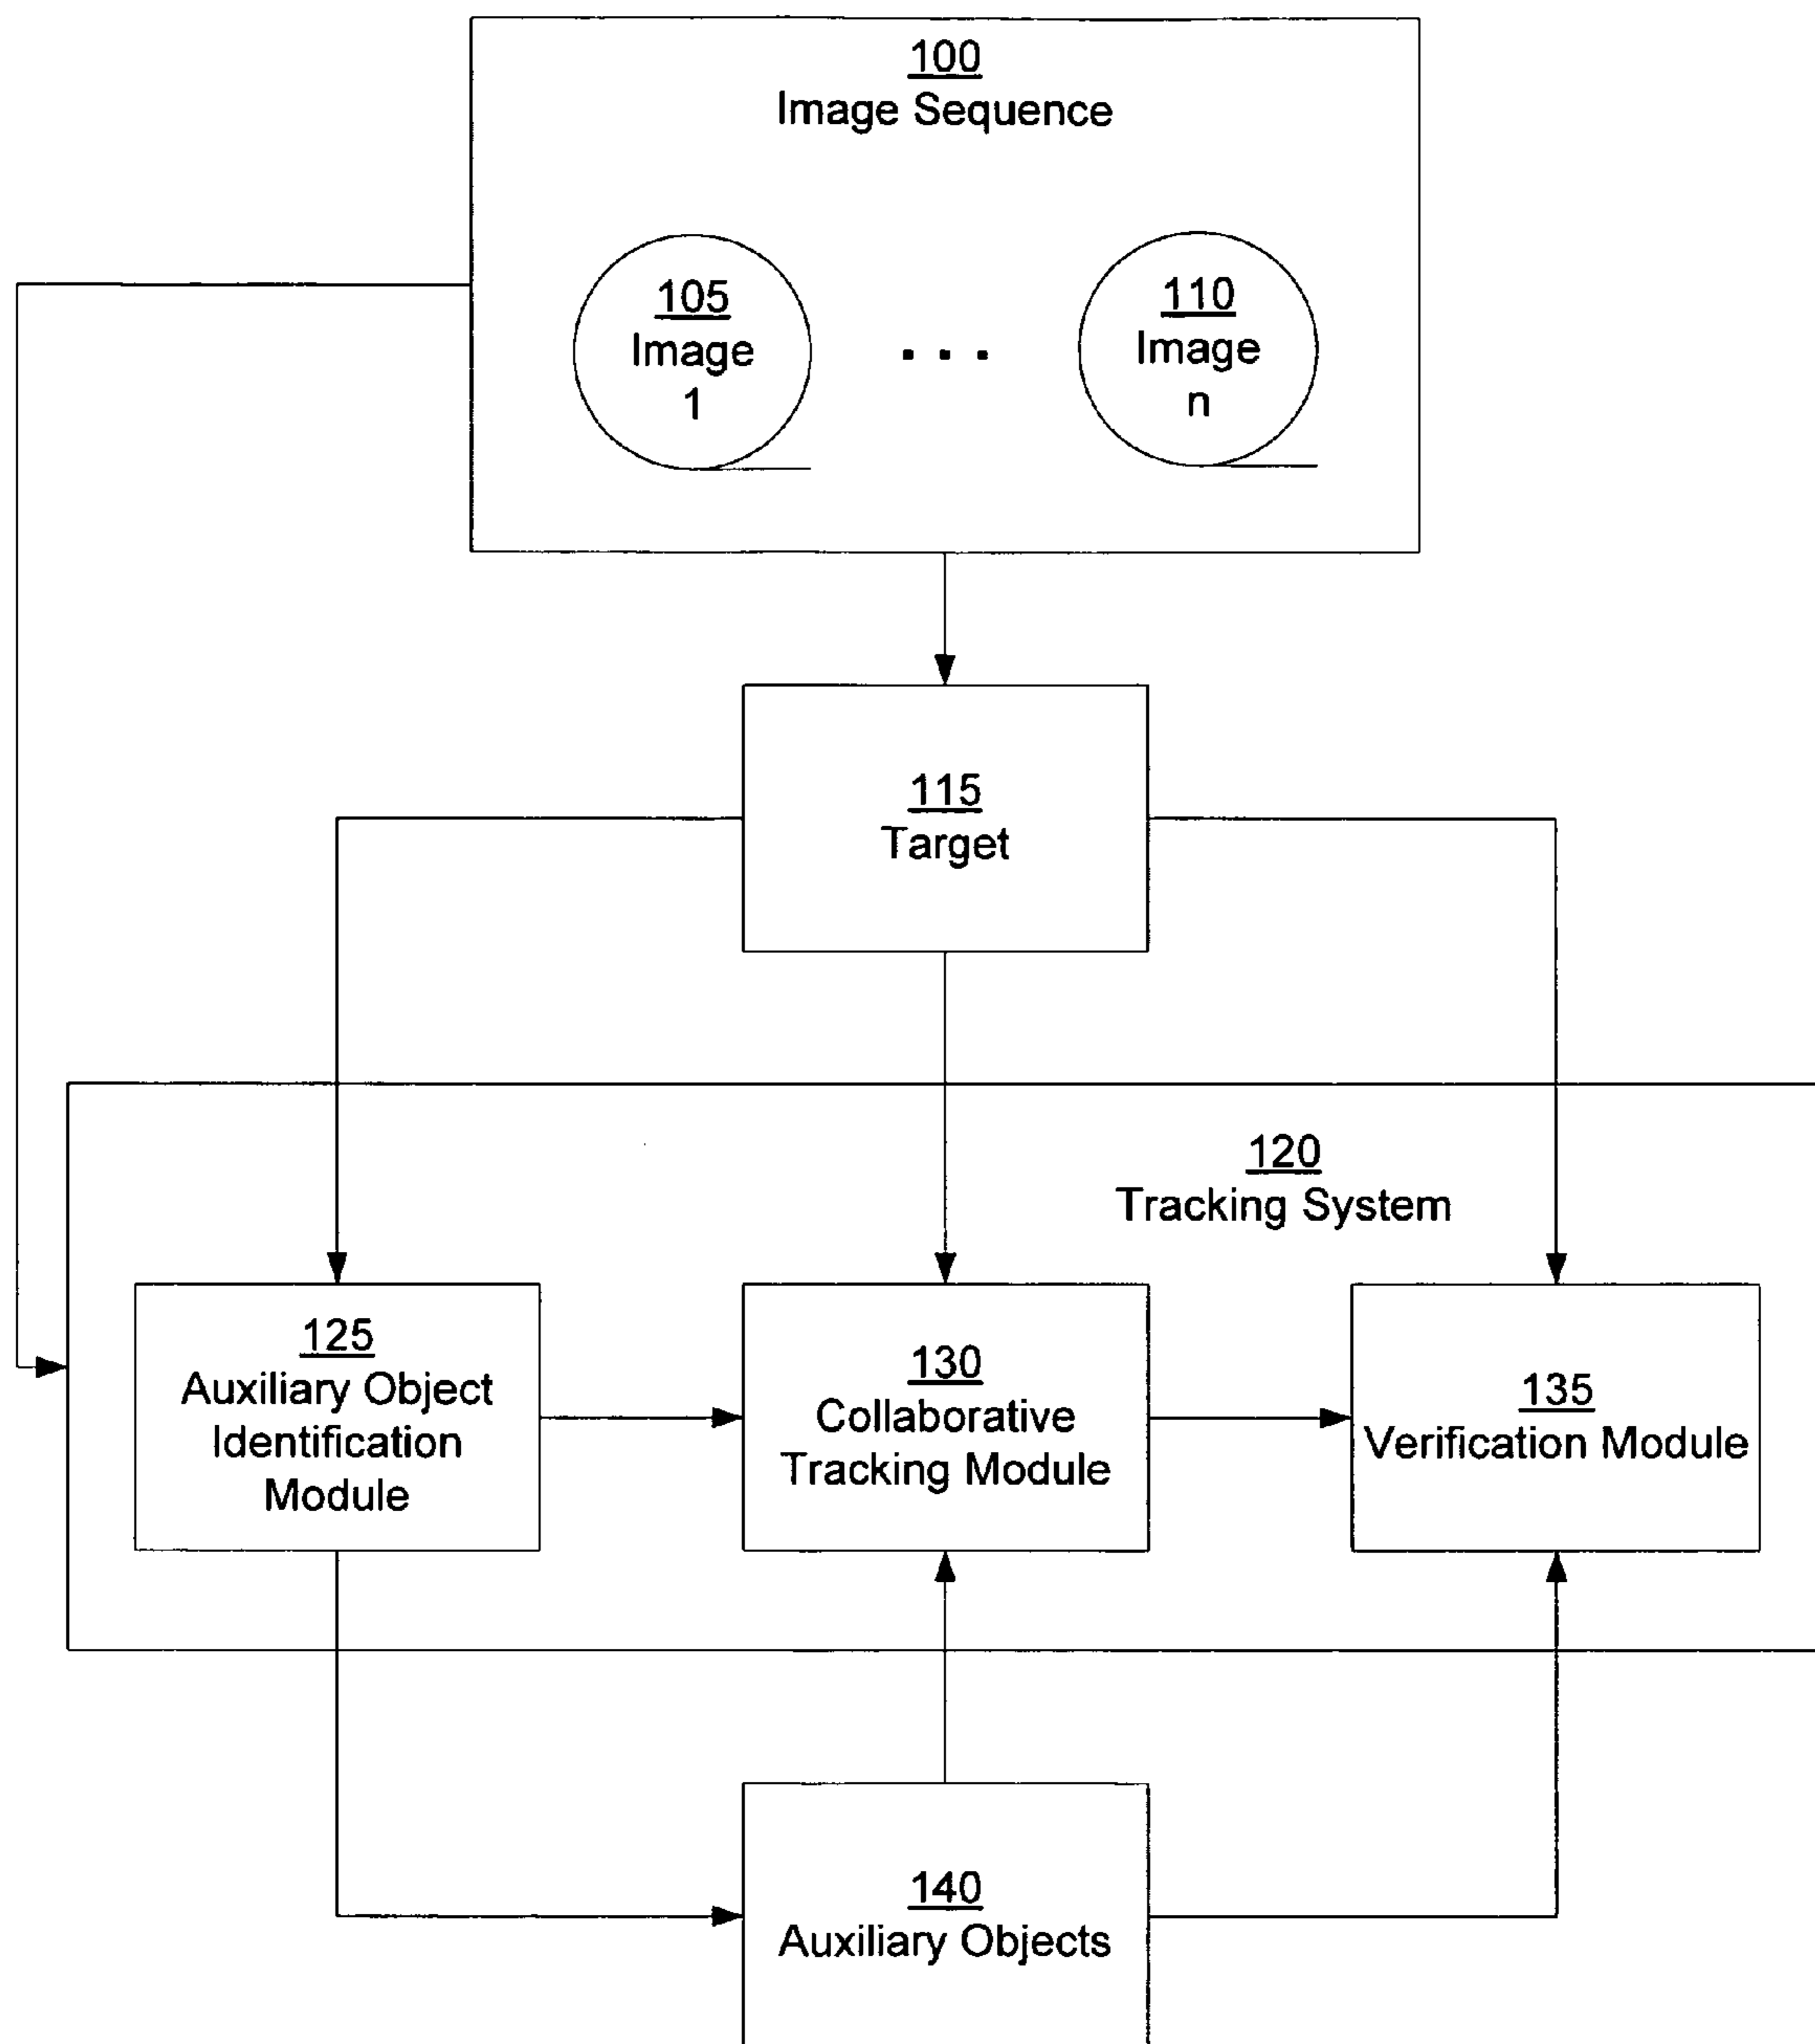 100
Image Sequence
105
Image
1
. . .
110
Image
n
115
Target
120
Tracking System
125
Auxiliary Object
Identification
Module
130
Collaborative
Tracking Module
135
Verification Module
140
Auxiliary Objects